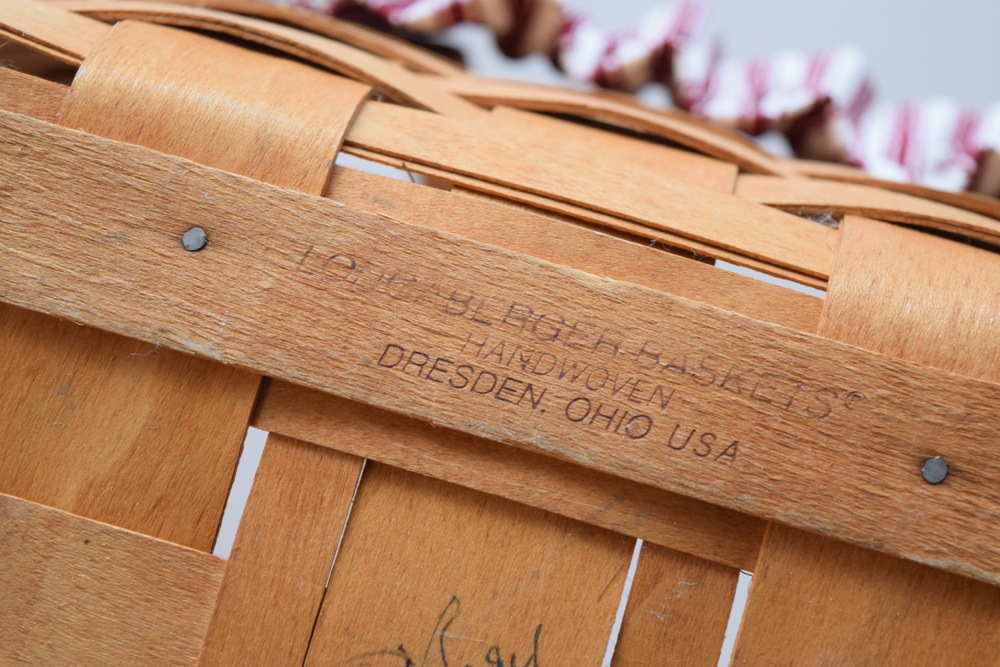 LONGABERGER BASKETS®
HANDWOVEN
DRESDEN, OHIO USA